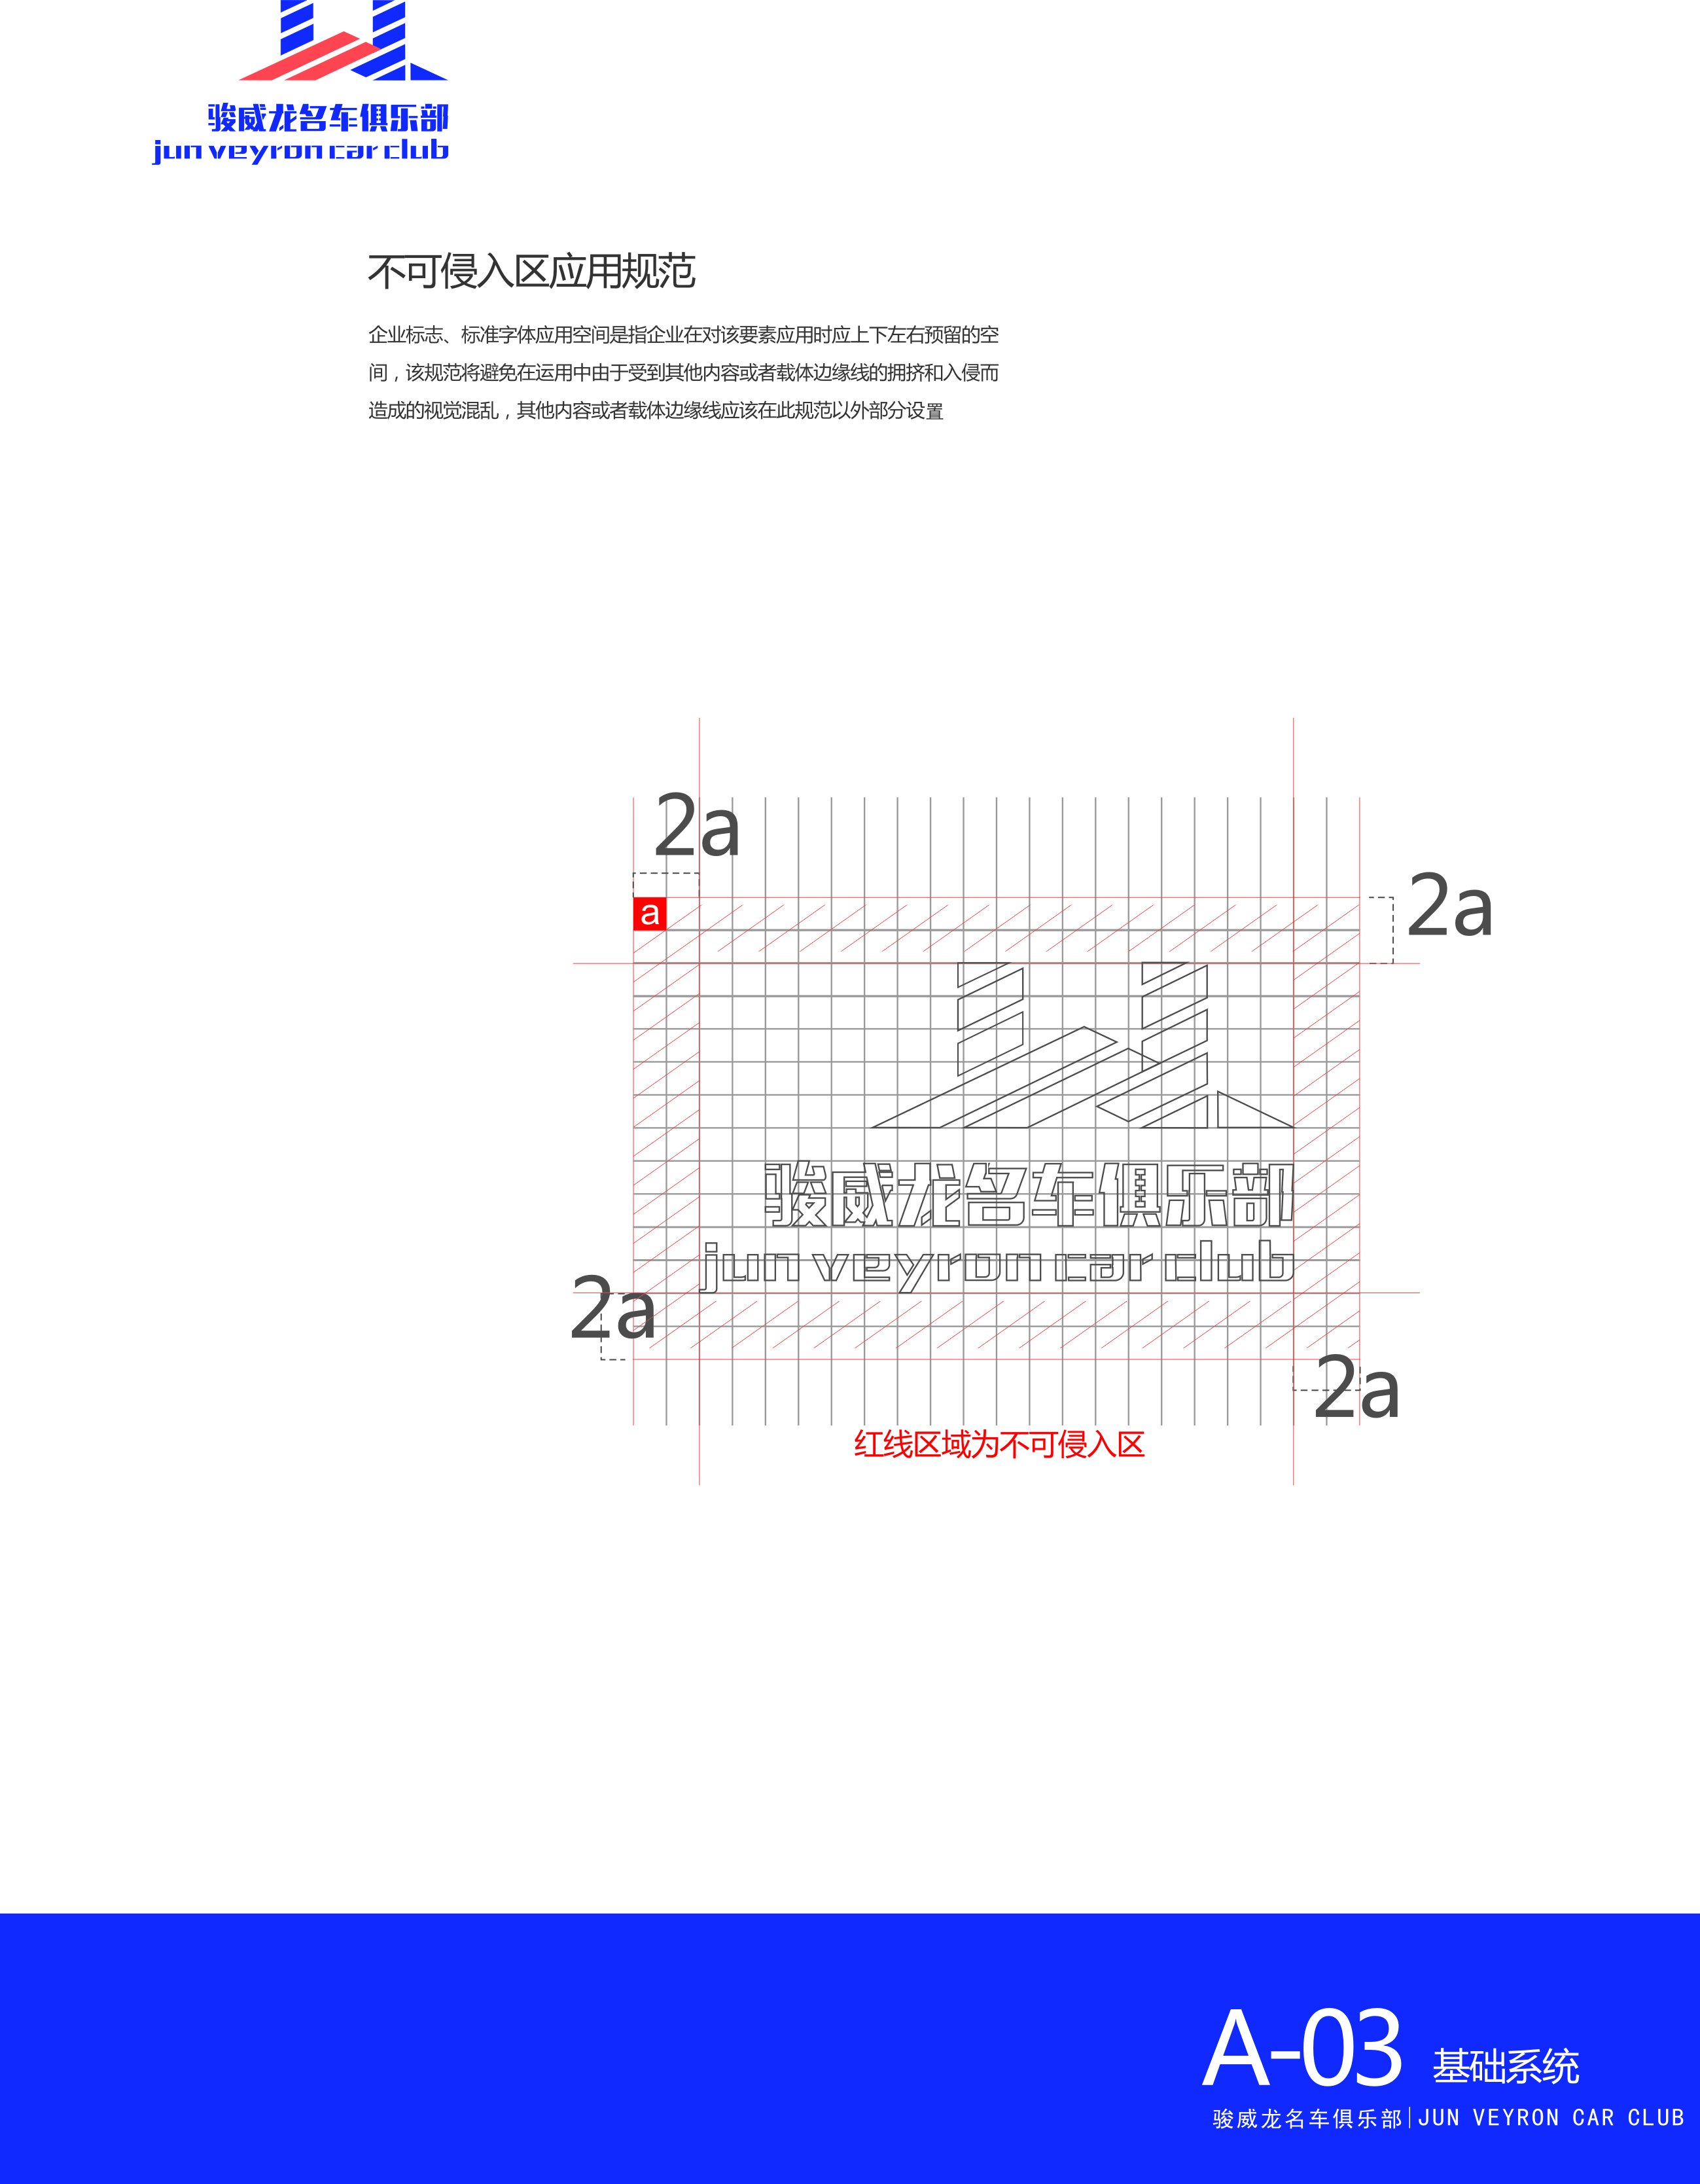 骏威龙名车俱乐部
jun veyron car club
不可侵入区应用规范
企业标志、标准字体应用空间是指企业在对该要素应用时应上下左右预留的空
间，该规范将避免在运用中由于受到其他内容或者载体边缘线的拥挤和入侵而
造成的视觉混乱，其他内容或者载体边缘线应该在此规范以外部分设置
2a
2a
a
骏威龙名车俱乐部
jun veyron car club
2a
2a
红线区域为不可侵入区
A-03 基础系统
骏威龙名车俱乐部|JUN VEYRON CAR CLUB